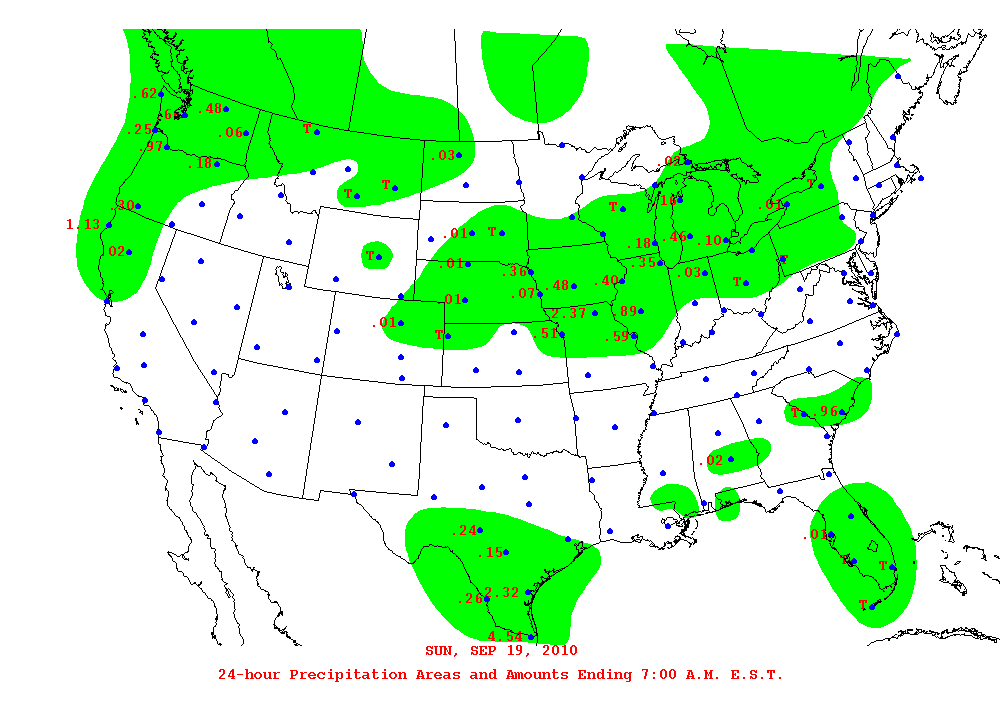 .62
.48
.25
.06
T
.97
.03
.02
.18
T
T
T
T
.16
.01
.30
1.13
.01
T
.18
.46
.10
.02
T
.01
.35
T
.36
.03
.48
.40
T
.07
.01
2.37
.89
.01
T
.51
.59
T
.96
.02
.24
.01
.15
T
.26
2.32
T
4.54
SUN, SEP 19, 2010
24-hour Precipitation Areas and Amounts Ending 7:00 A.M. E.S.T.